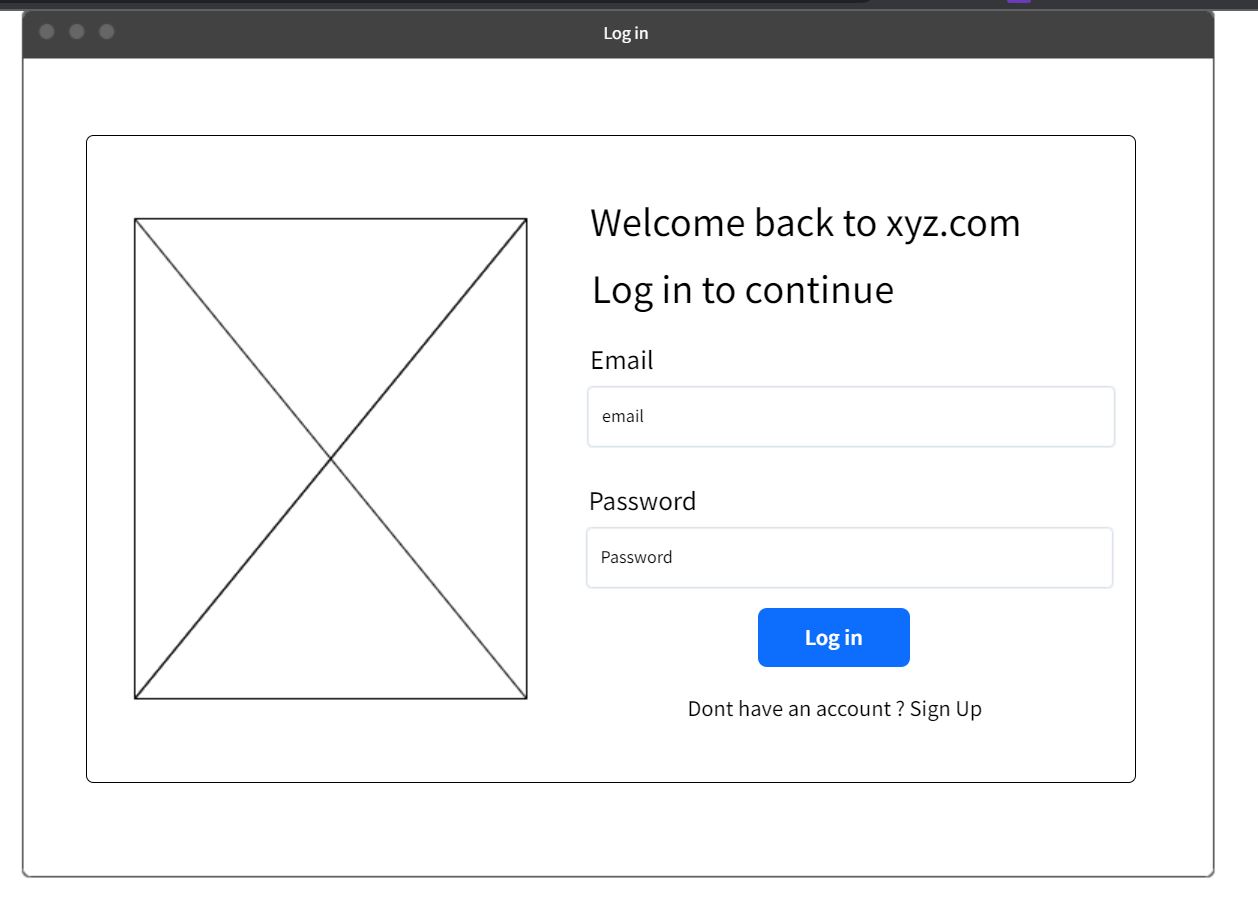 Log in
Welcome back to xyz.com
Log in to continue
Email
email
Password
Password
Log in
Dont have an account ? Sign Up